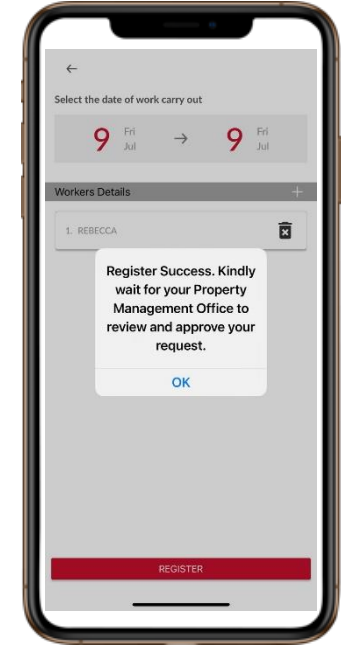 ←
Select the date of work carry out
9 Fri Jul → 9 Fri Jul
Workers Details +
1. REBECCA
Register Success. Kindly
wait for your Property
Management Office to
review and approve your
request.
OK
REGISTER